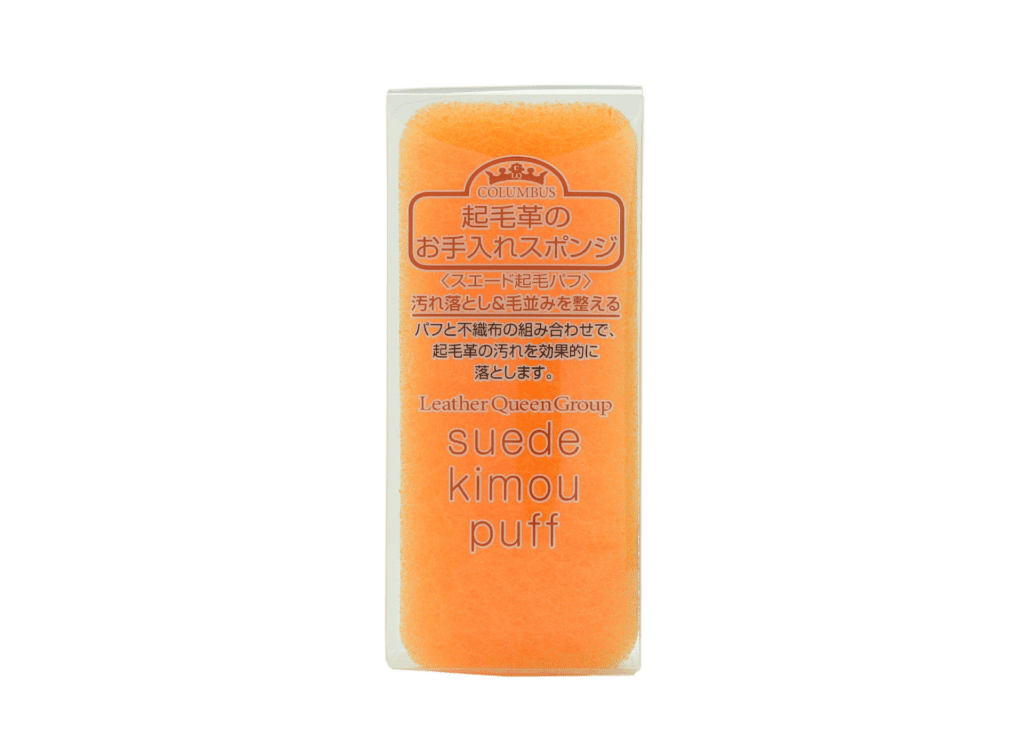 LQ
COLUMBUS
起毛革の
お手入れスポンジ
〈スエード起毛パフ〉
汚れ落とし&毛並みを整える
パフと不織布の組み合わせで、
起毛革の汚れを効果的に
落とします。
Leather Queen Group
suede
kimou
puff